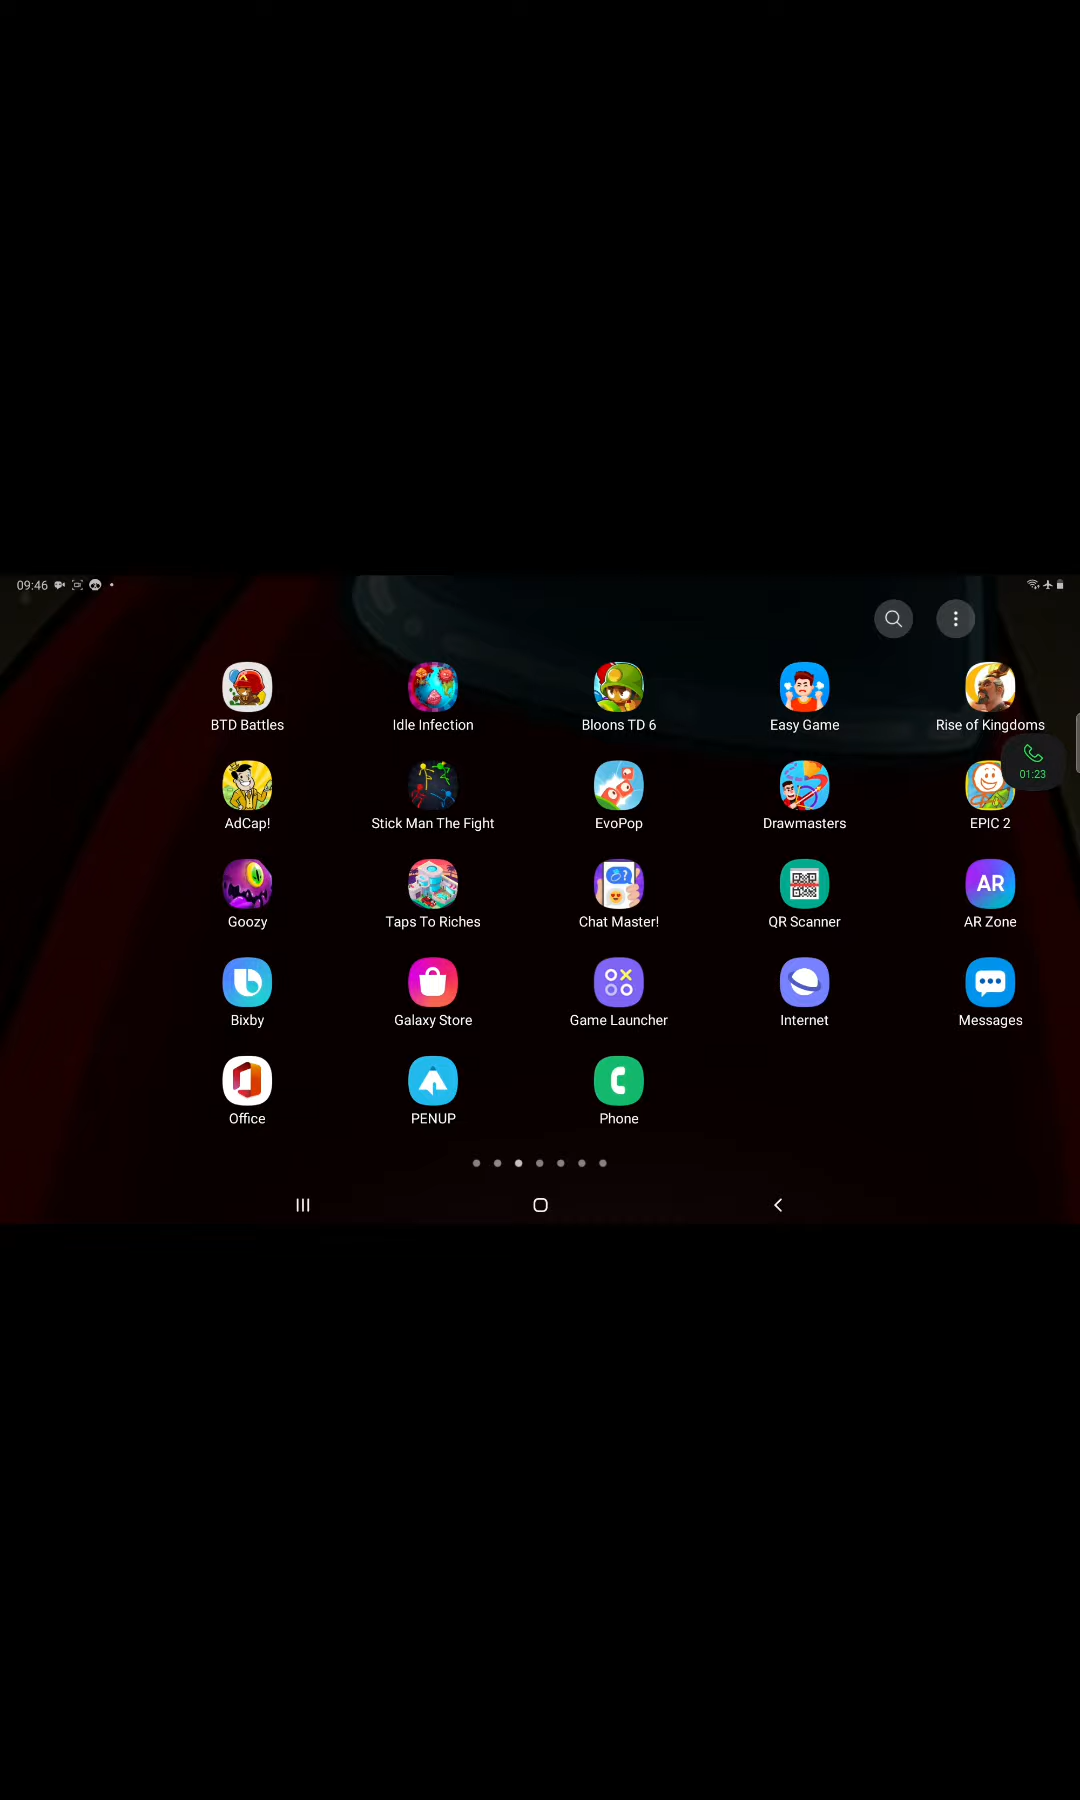 09:46
BTD Battles Idle Infection Bloons TD 6 Easy Game Rise of Kingdoms
01:23
AdCap! Stick Man The Fight EvoPop Drawmasters EPIC 2
AR
Goozy Taps To Riches Chat Master! QR Scanner AR Zone
Bixby Galaxy Store Game Launcher Internet Messages
Office PENUP Phone